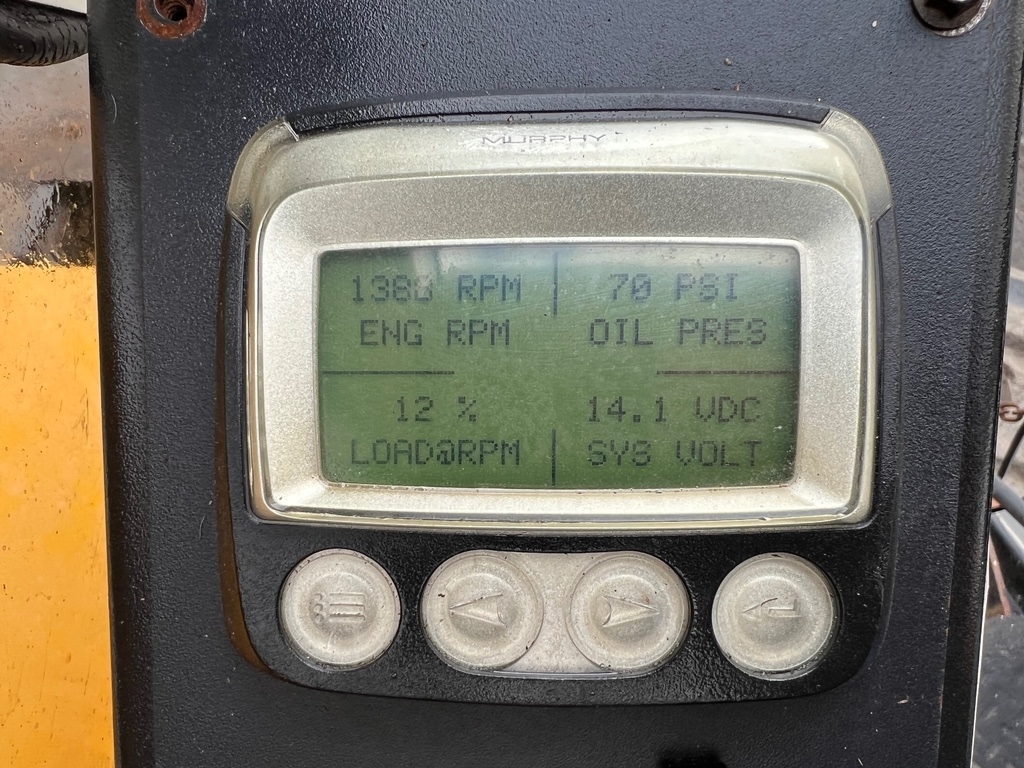 MURPHY
1380 RPM
70 PSI
ENG RPM
OIL PRES
12 %
14.1 VDC
LOAD@RPM
SYS VOLT